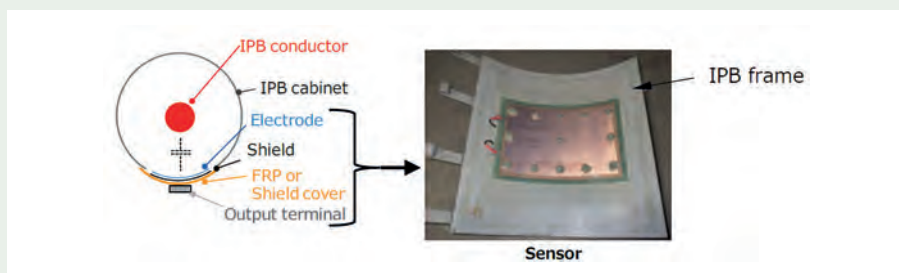 IPB conductor
IPB cabinet
Electrode
Shield
FRP or
Shield cover
Output terminal
IPB frame
Sensor